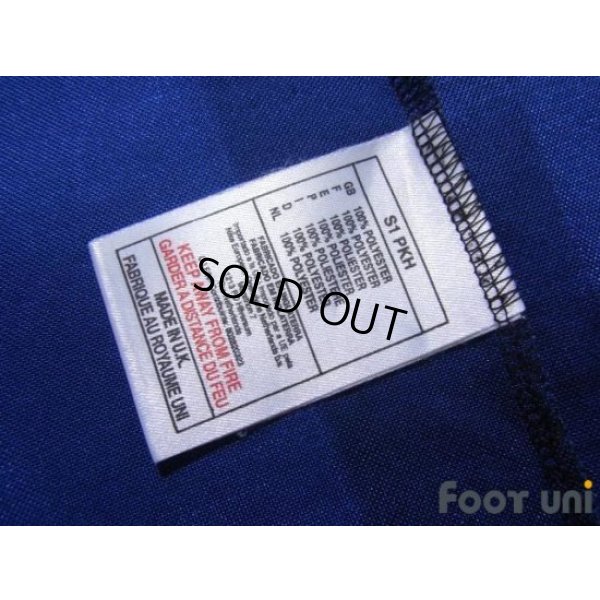 S1 PKH
GB 100% POLYESTER
F 100% POLYESTER
E 100% POLIESTER
P 100% POLIESTER
I 100% POLIESTERE
D 100% POLYESTER
NL 100% POLYESTER
KEEP AWAY FROM FIRE
GARDER A DISTANCE DU FEU
MADE IN U.K.
FABRIQUE AU ROYAUME UNI
SOLD OUT
FOOT UNi